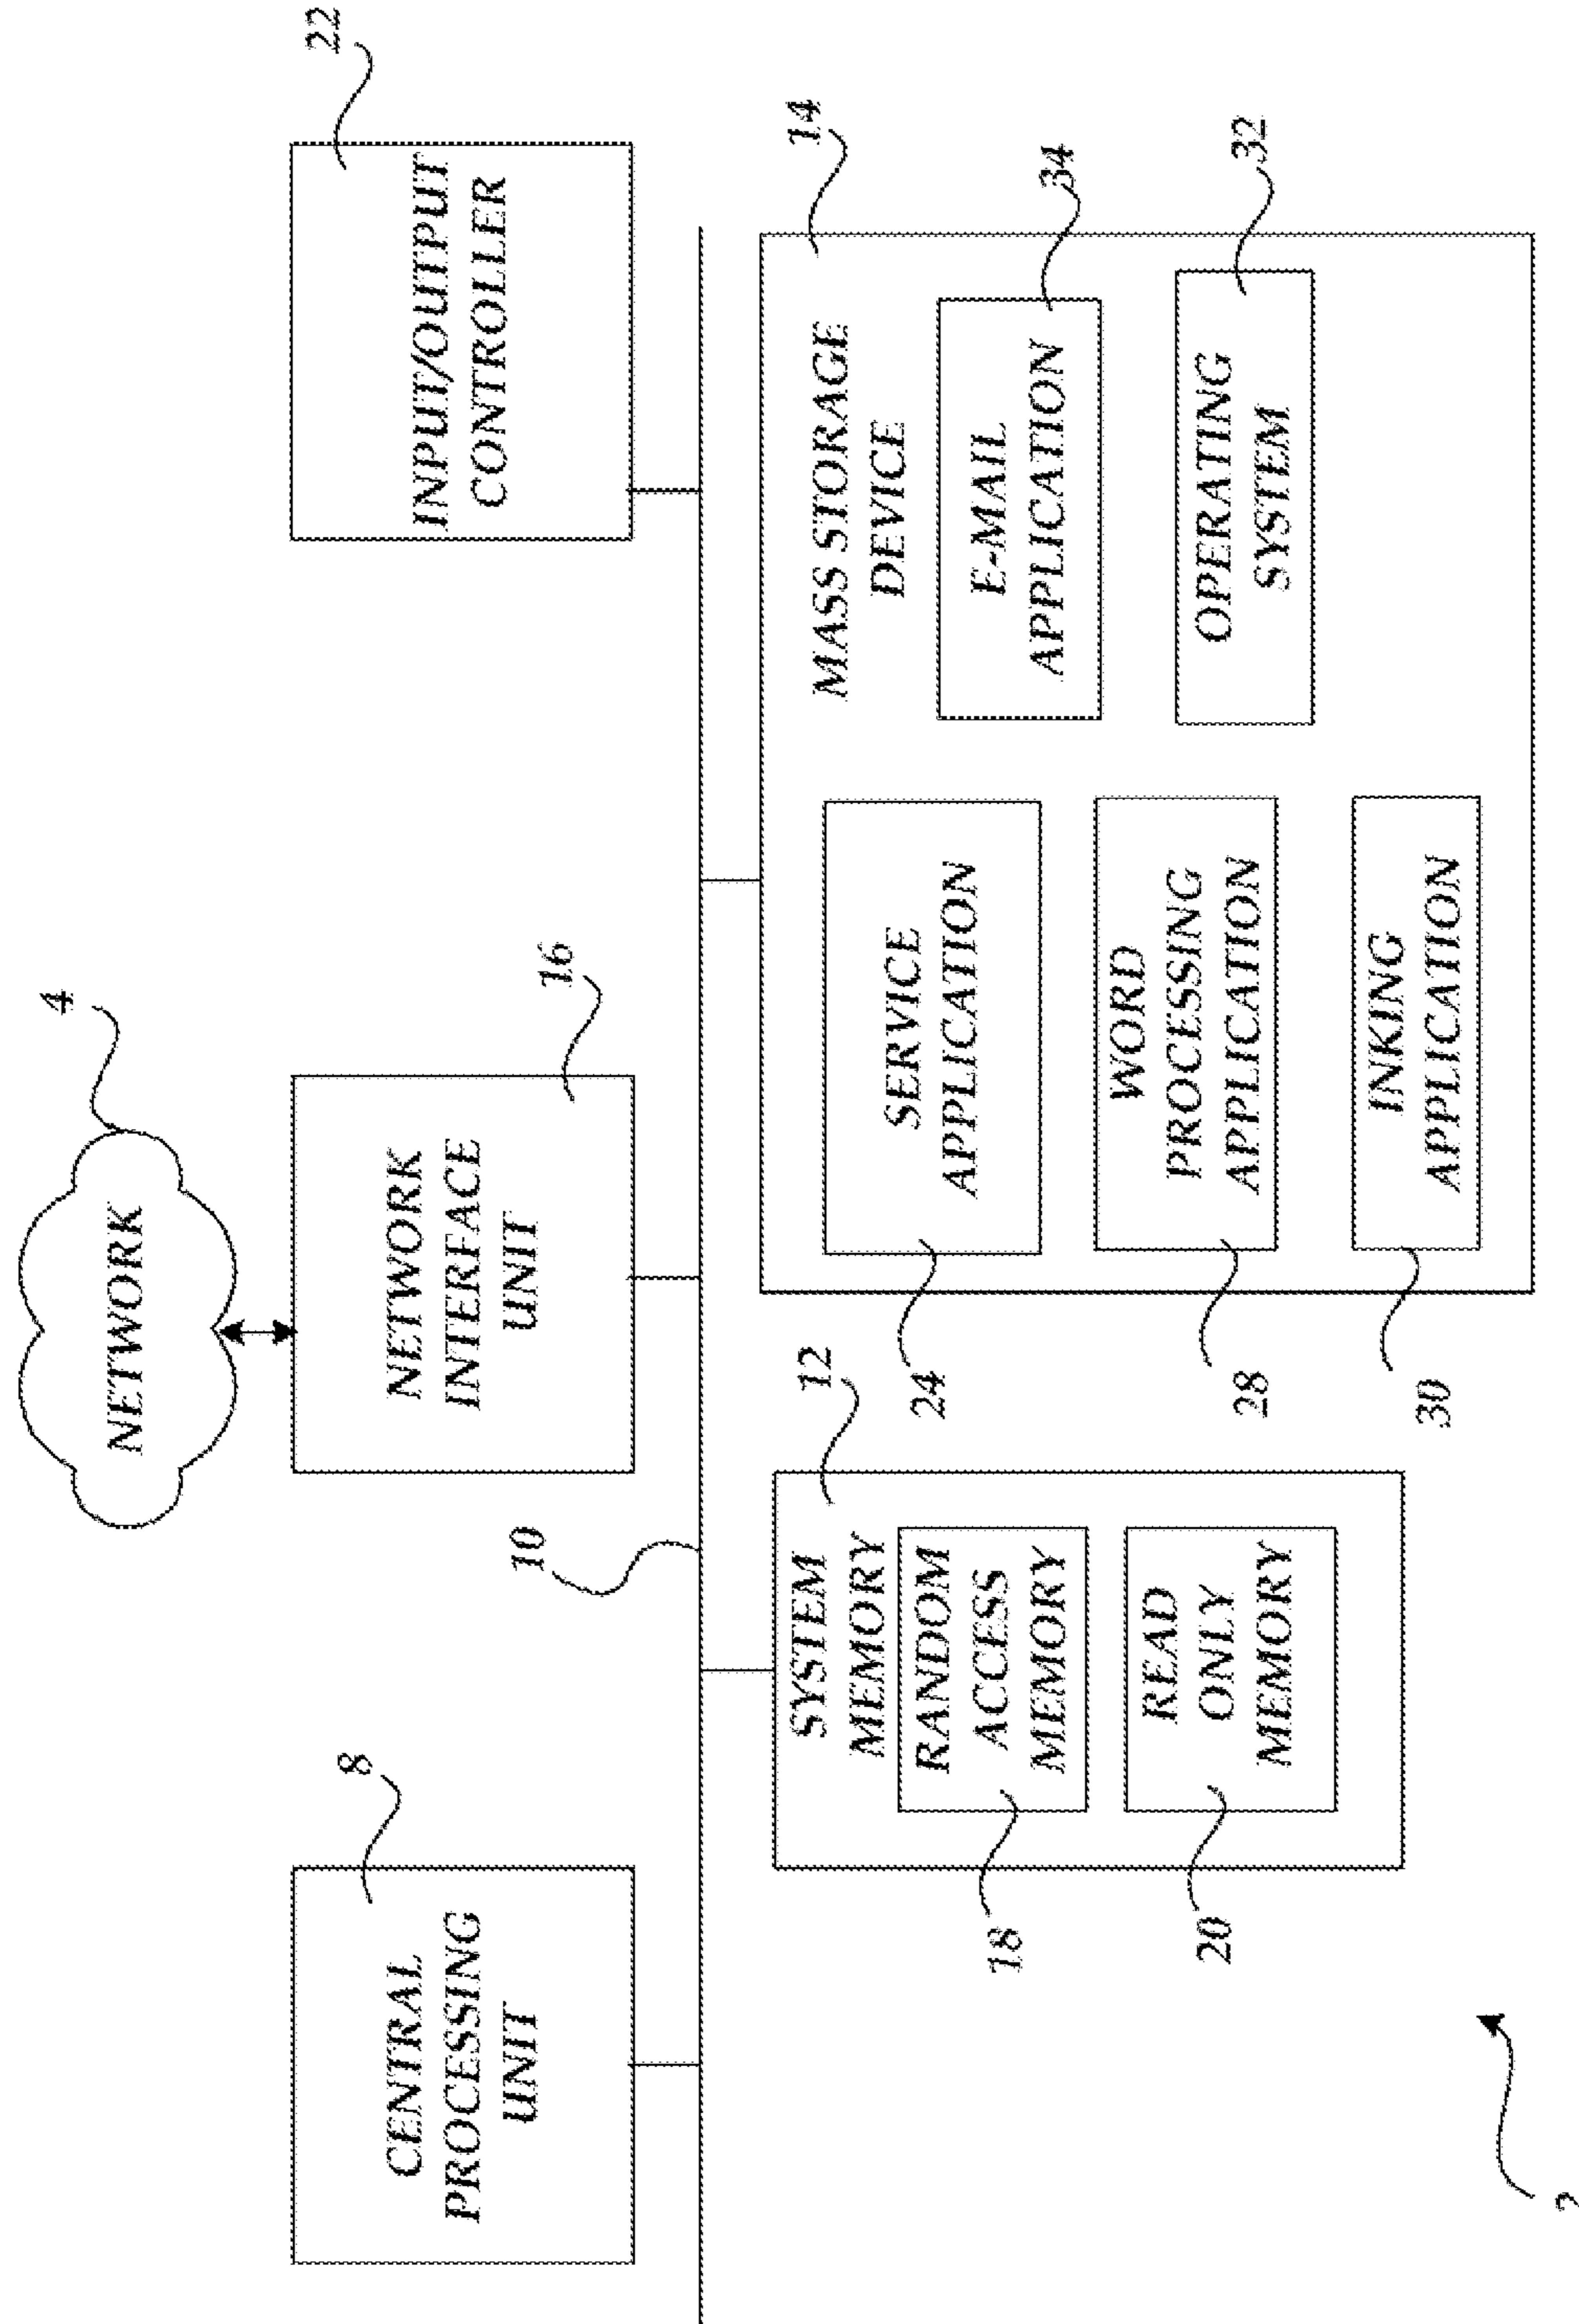 NETWORK
4
CENTRAL
PROCESSING
UNIT
8
NETWORK
INTERFACE
UNIT
16
INPUT/OUTPUT
CONTROLLER
22
10
SYSTEM
MEMORY
12
RANDOM
ACCESS
MEMORY
18
READ
ONLY
MEMORY
20
MASS STORAGE
DEVICE
14
SERVICE
APPLICATION
24
E-MAIL
APPLICATION
34
WORD
PROCESSING
APPLICATION
28
OPERATING
SYSTEM
32
INKING
APPLICATION
30
2